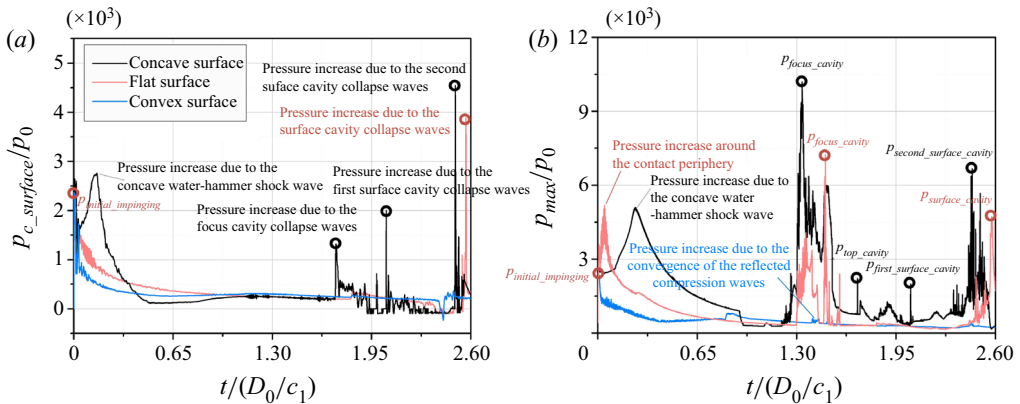 (a)
(×10³)
5
4
3
2
1
0
p_c_surface/p_0
Concave surface
Flat surface
Convex surface
Pressure increase due to the second
suface cavity collapse waves
Pressure increase due to the
surface cavity collapse waves
Pressure increase due to the
concave water-hammer shock wave
Pressure increase due to the
first surface cavity collapse waves
p_initial_impinging
Pressure increase due to the
focus cavity collapse waves
0
0.65
1.30
1.95
2.60
t/(D_0/c_1)
(b)
(×10³)
12
9
6
3
0
p_max/p_0
p_focus_cavity
Pressure increase around
the contact periphery
p_focus_cavity
p_second_surface_cavity
Pressure increase due to
the concave water
-hammer shock wave
p_surface_cavity
Pressure increase due to the
convergence of the reflected
compression waves
p_top_cavity
p_first_surface_cavity
p_initial_impinging
0
0.65
1.30
1.95
2.60
t/(D_0/c_1)